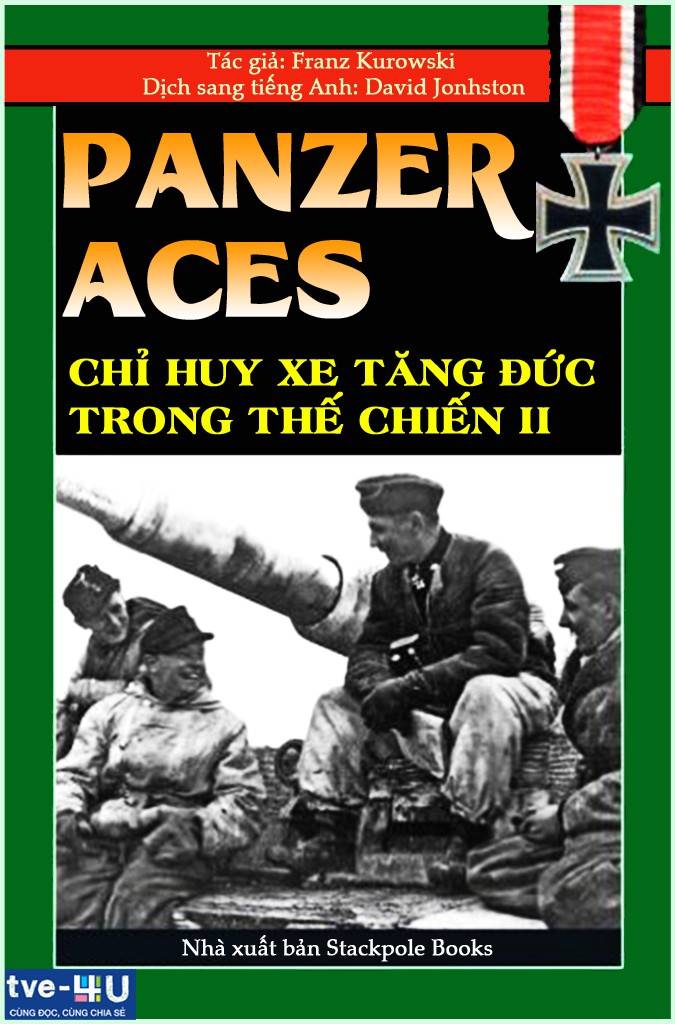 Tác giả: Franz Kurowski
Dịch sang tiếng Anh: David Jonhston
PANZER
ACES
CHỈ HUY XE TĂNG ĐỨC
TRONG THẾ CHIẾN II
Nhà xuất bản Stackpole Books
tve-4U
CÙNG ĐỌC, CÙNG CHIA SẺ